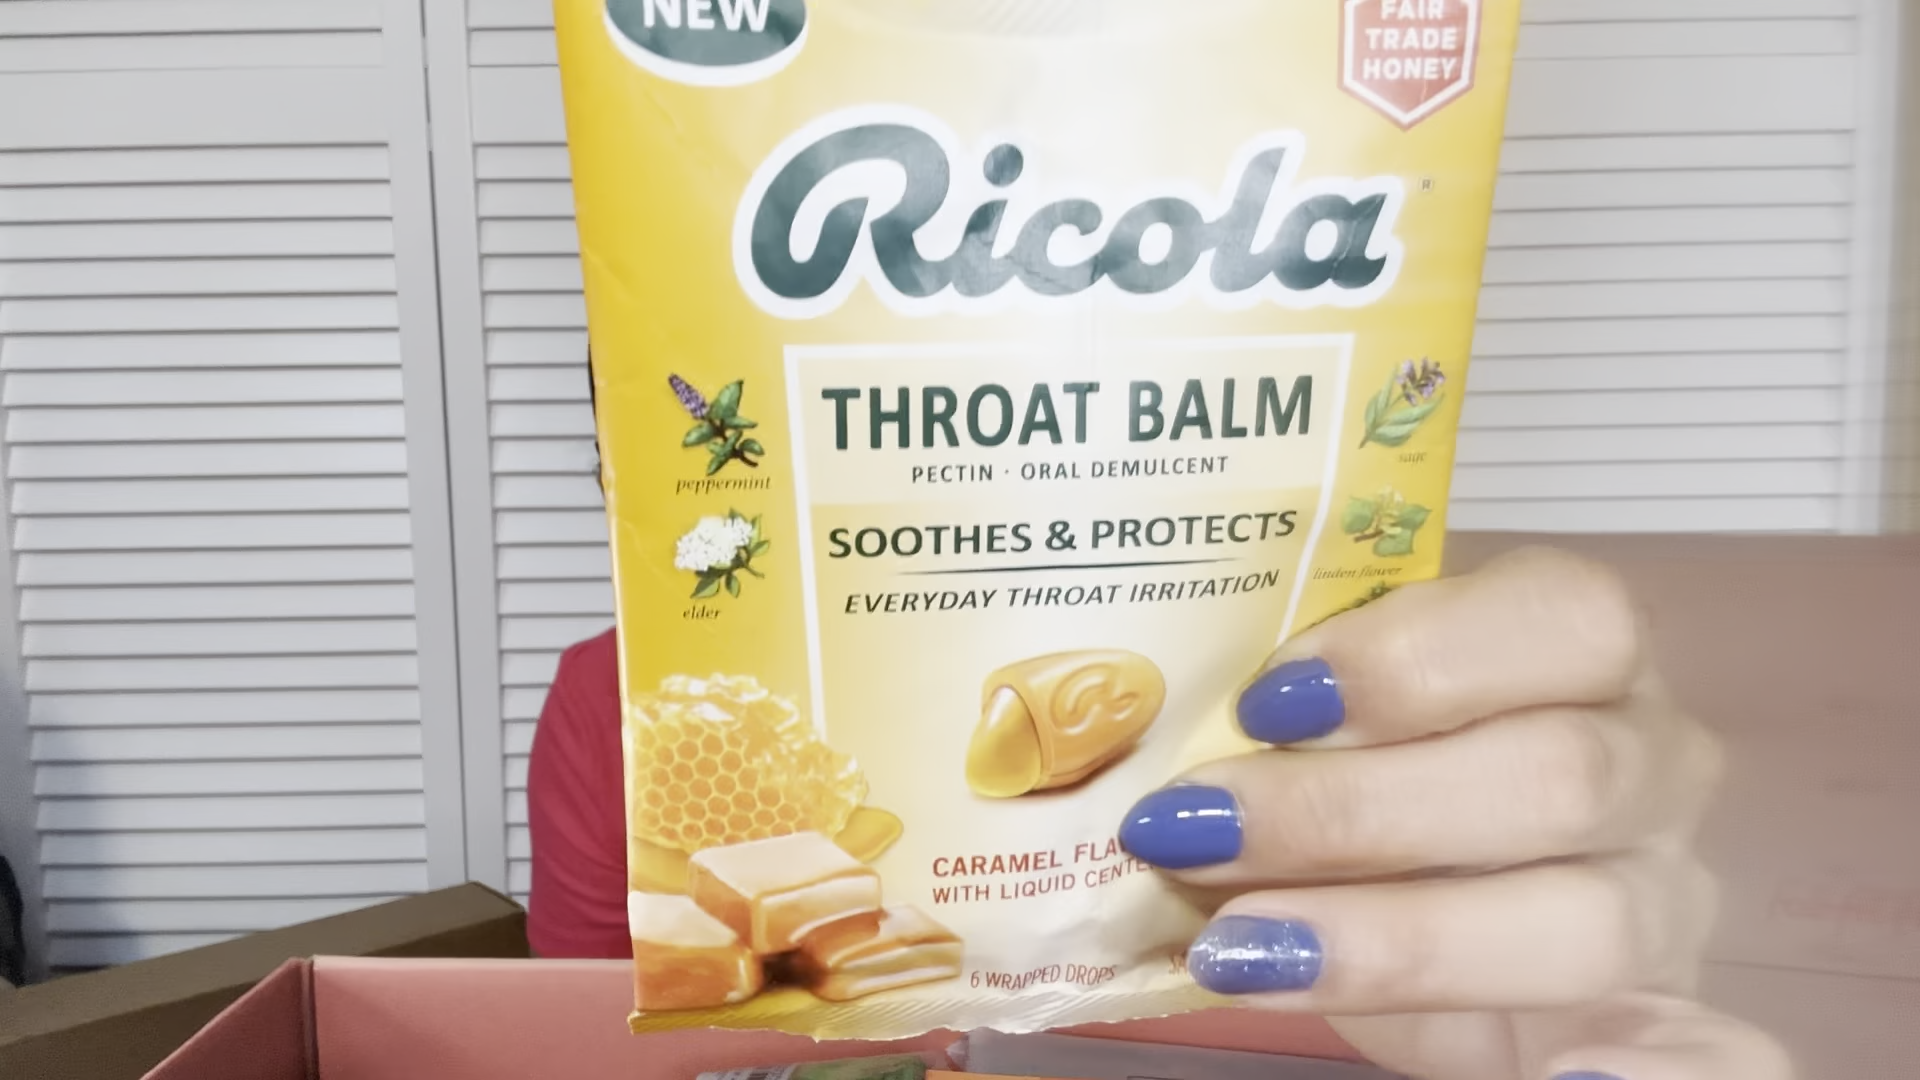 NEW
FAIR
TRADE
HONEY
Ricola®
THROAT BALM
PECTIN · ORAL DEMULCENT
SOOTHES & PROTECTS
EVERYDAY THROAT IRRITATION
peppermint
elder
sage
linden flower
CARAMEL FLA
WITH LIQUID CENTE
6 WRAPPED DROPS